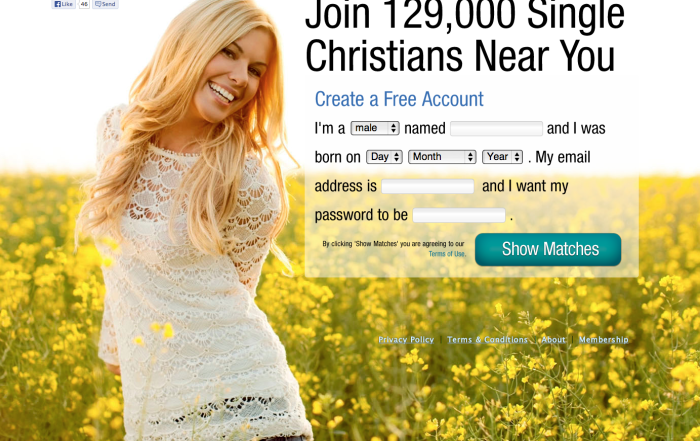 Like 46 Send
Join 129,000 Single
Christians Near You
Create a Free Account
I'm a male named and I was
born on Day Month Year . My email
address is and I want my
password to be .
By clicking 'Show Matches' you are agreeing to our
Terms of Use
Show Matches
Privacy Policy | Terms & Conditions | About | Membership